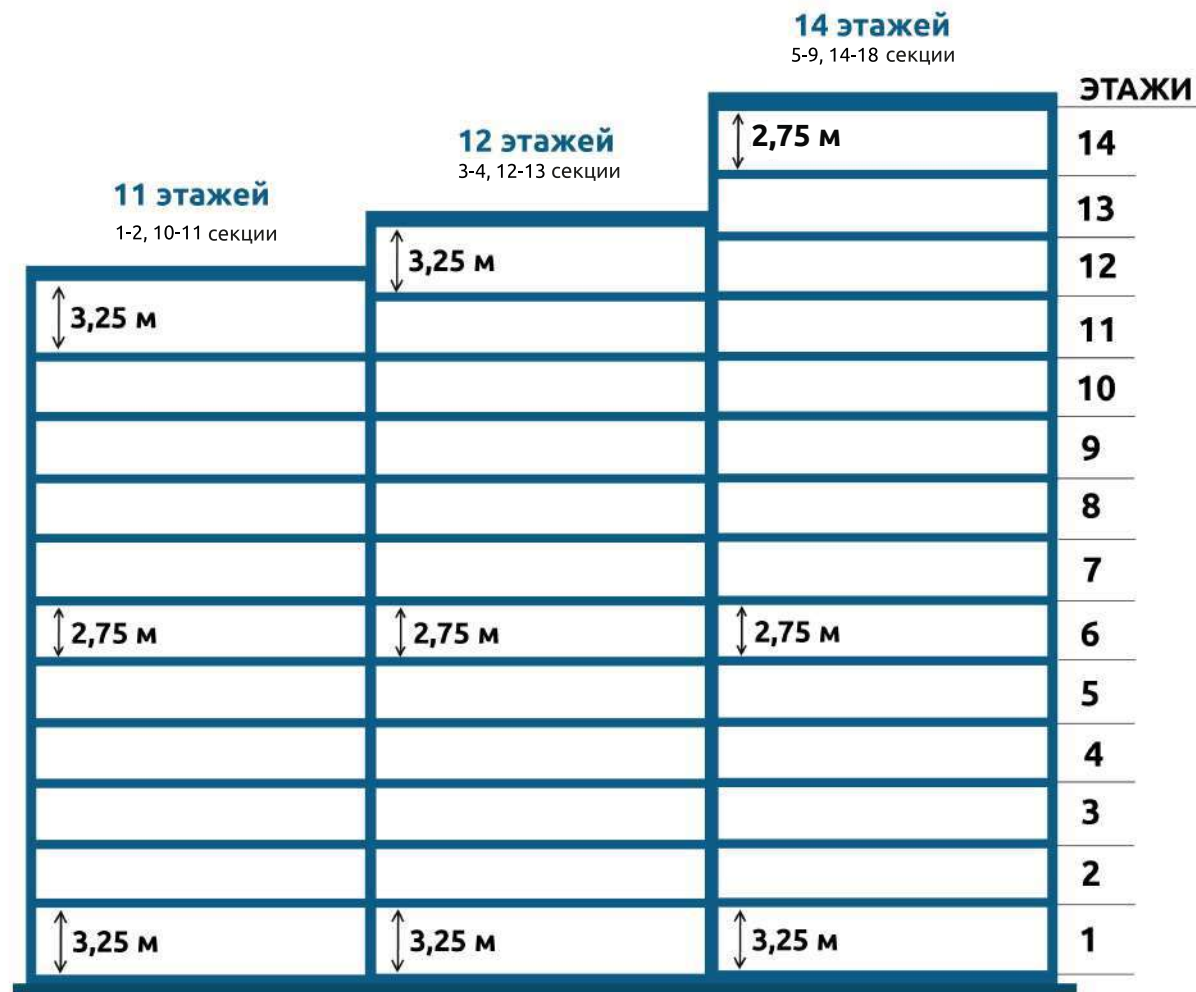 14 этажей
5-9, 14-18 секции
ЭТАЖИ
12 этажей
3-4, 12-13 секции
11 этажей
1-2, 10-11 секции
2,75 м
14
13
3,25 м
12
3,25 м
11
10
9
8
7
2,75 м
2,75 м
2,75 м
6
5
4
3
2
3,25 м
3,25 м
3,25 м
1